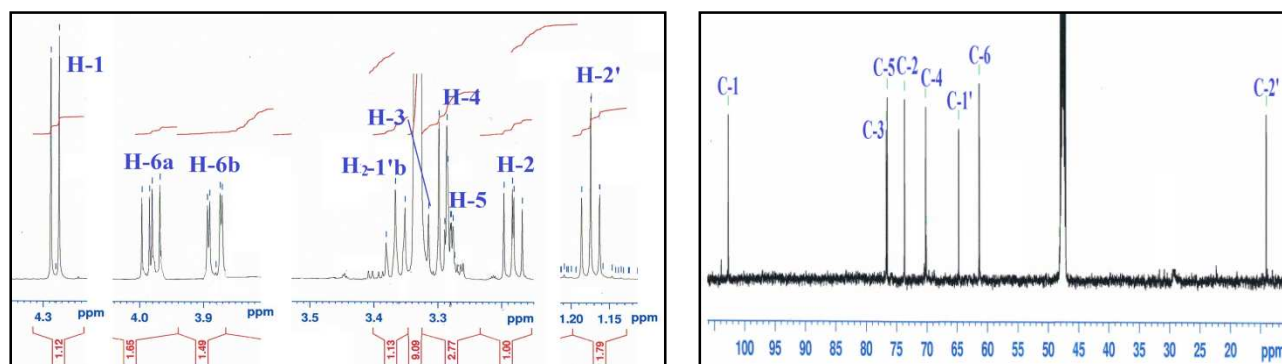 H-1
H-6a
H-6b
H₂-1'b
H-3
H-4
H-5
H-2
H-2'
4.3 ppm
4.0 3.9 ppm
3.5 3.4 3.3 ppm
1.20 1.15 ppm
1.12
1.65
1.49
1.13
9.09
2.77
1.00
1.79
C-1
C-5
C-3
C-2
C-4
C-1'
C-6
C-2'
100 95 90 85 80 75 70 65 60 55 50 48 45 40 35 30 25 20 ppm